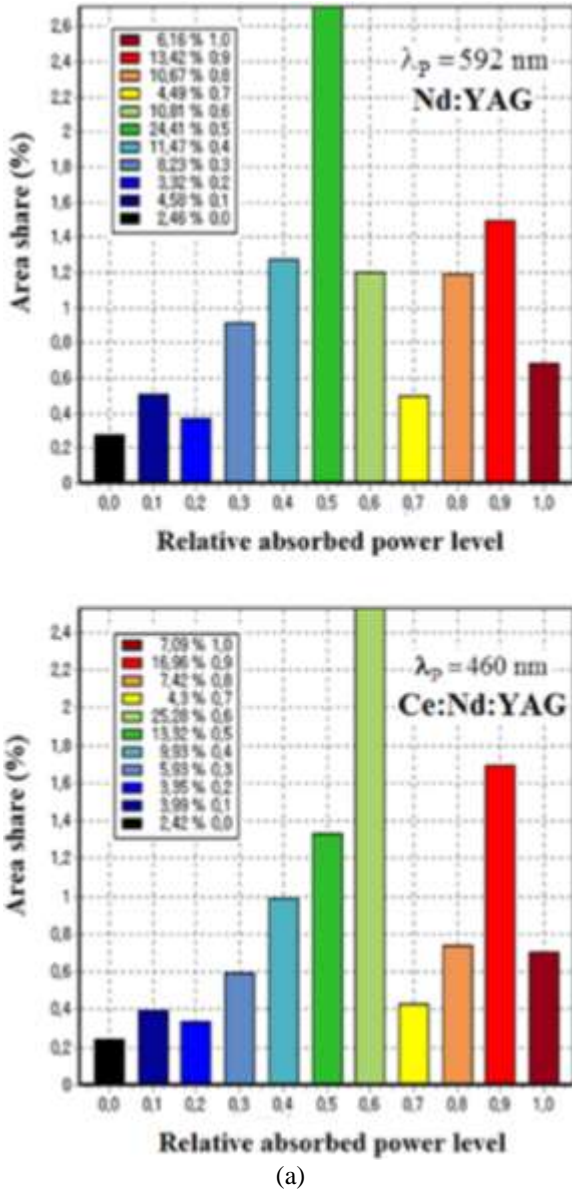 2,6
2,4
2,2
2
1,8
1,6
1,4
1,2
1
0,8
0,6
0,4
0,2
0
Area share (%)
6,16 % 1,0
13,42 % 0,9
10,67 % 0,8
4,49 % 0,7
10,81 % 0,6
24,41 % 0,5
11,47 % 0,4
8,23 % 0,3
3,32 % 0,2
4,58 % 0,1
2,46 % 0,0
λp = 592 nm
Nd:YAG
0,0 0,1 0,2 0,3 0,4 0,5 0,6 0,7 0,8 0,9 1,0
Relative absorbed power level
2,4
2,2
2
1,8
1,6
1,4
1,2
1
0,8
0,6
0,4
0,2
0
Area share (%)
7,09 % 1,0
16,96 % 0,9
7,42 % 0,8
4,3 % 0,7
25,28 % 0,6
13,32 % 0,5
9,93 % 0,4
5,93 % 0,3
3,35 % 0,2
3,99 % 0,1
2,42 % 0,0
λp = 460 nm
Ce:Nd:YAG
0,0 0,1 0,2 0,3 0,4 0,5 0,6 0,7 0,8 0,9 1,0
Relative absorbed power level
(a)